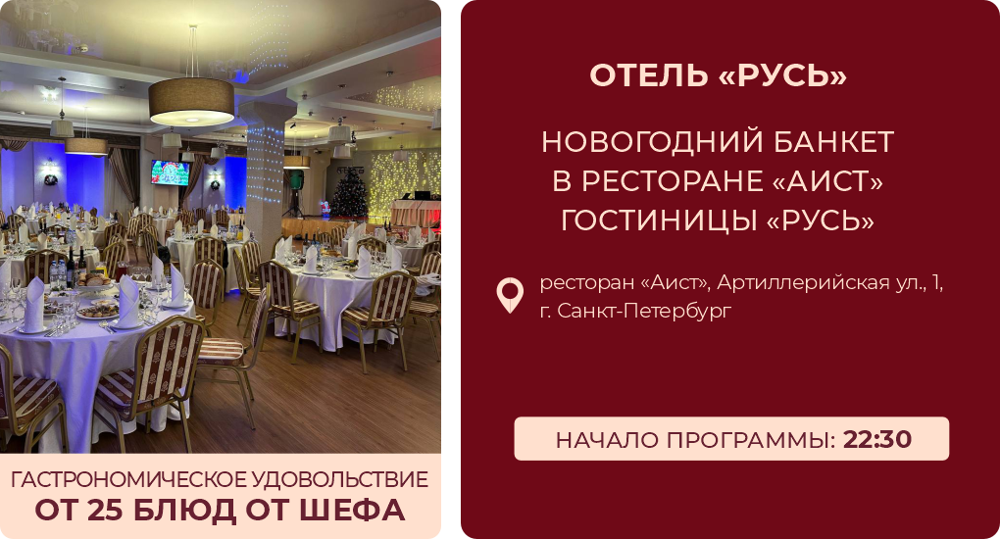 ГАСТРОНОМИЧЕСКОЕ УДОВОЛЬСТВИЕ
ОТ 25 БЛЮД ОТ ШЕФА
ОТЕЛЬ «РУСЬ»
НОВОГОДНИЙ БАНКЕТ
В РЕСТОРАНЕ «АИСТ»
ГОСТИНИЦЫ «РУСЬ»
ресторан «Аист», Артиллерийская ул., 1,
г. Санкт-Петербург
НАЧАЛО ПРОГРАММЫ: 22:30